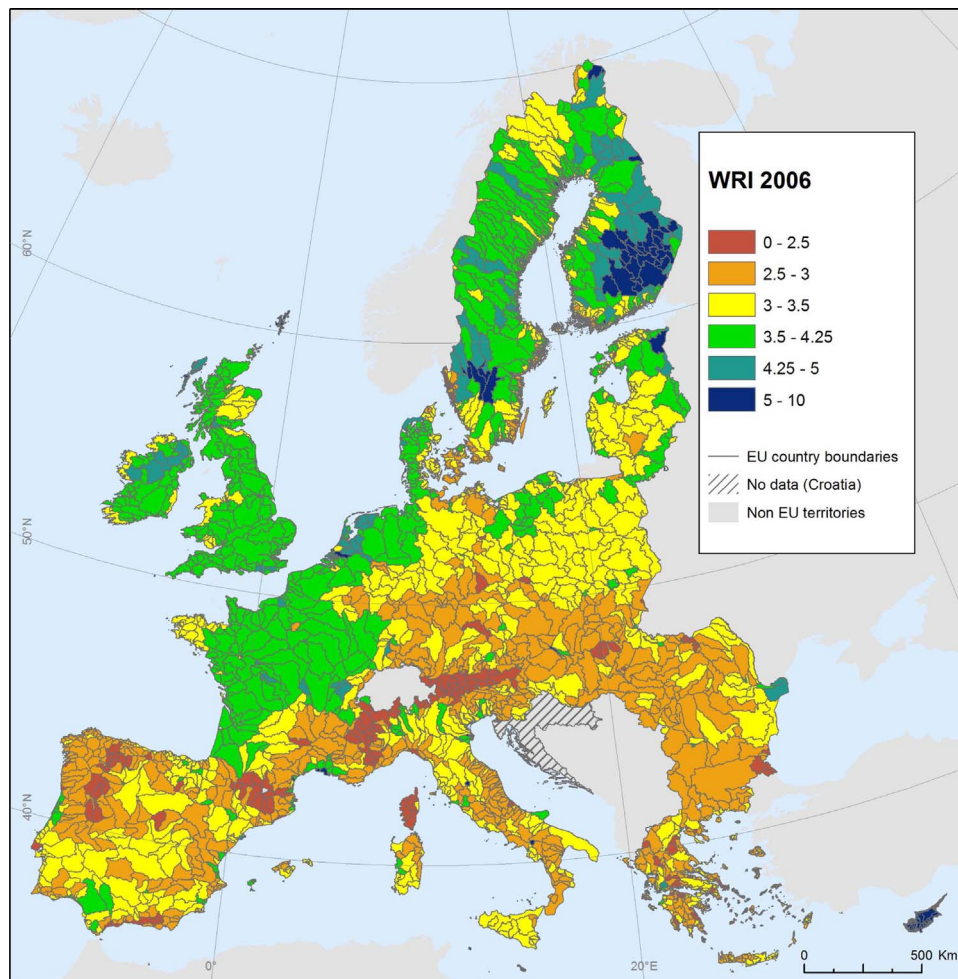 WRI 2006
0 - 2.5
2.5 - 3
3 - 3.5
3.5 - 4.25
4.25 - 5
5 - 10
EU country boundaries
No data (Croatia)
Non EU territories
60°N
50°N
40°N
0°
20°E
0
500 Km